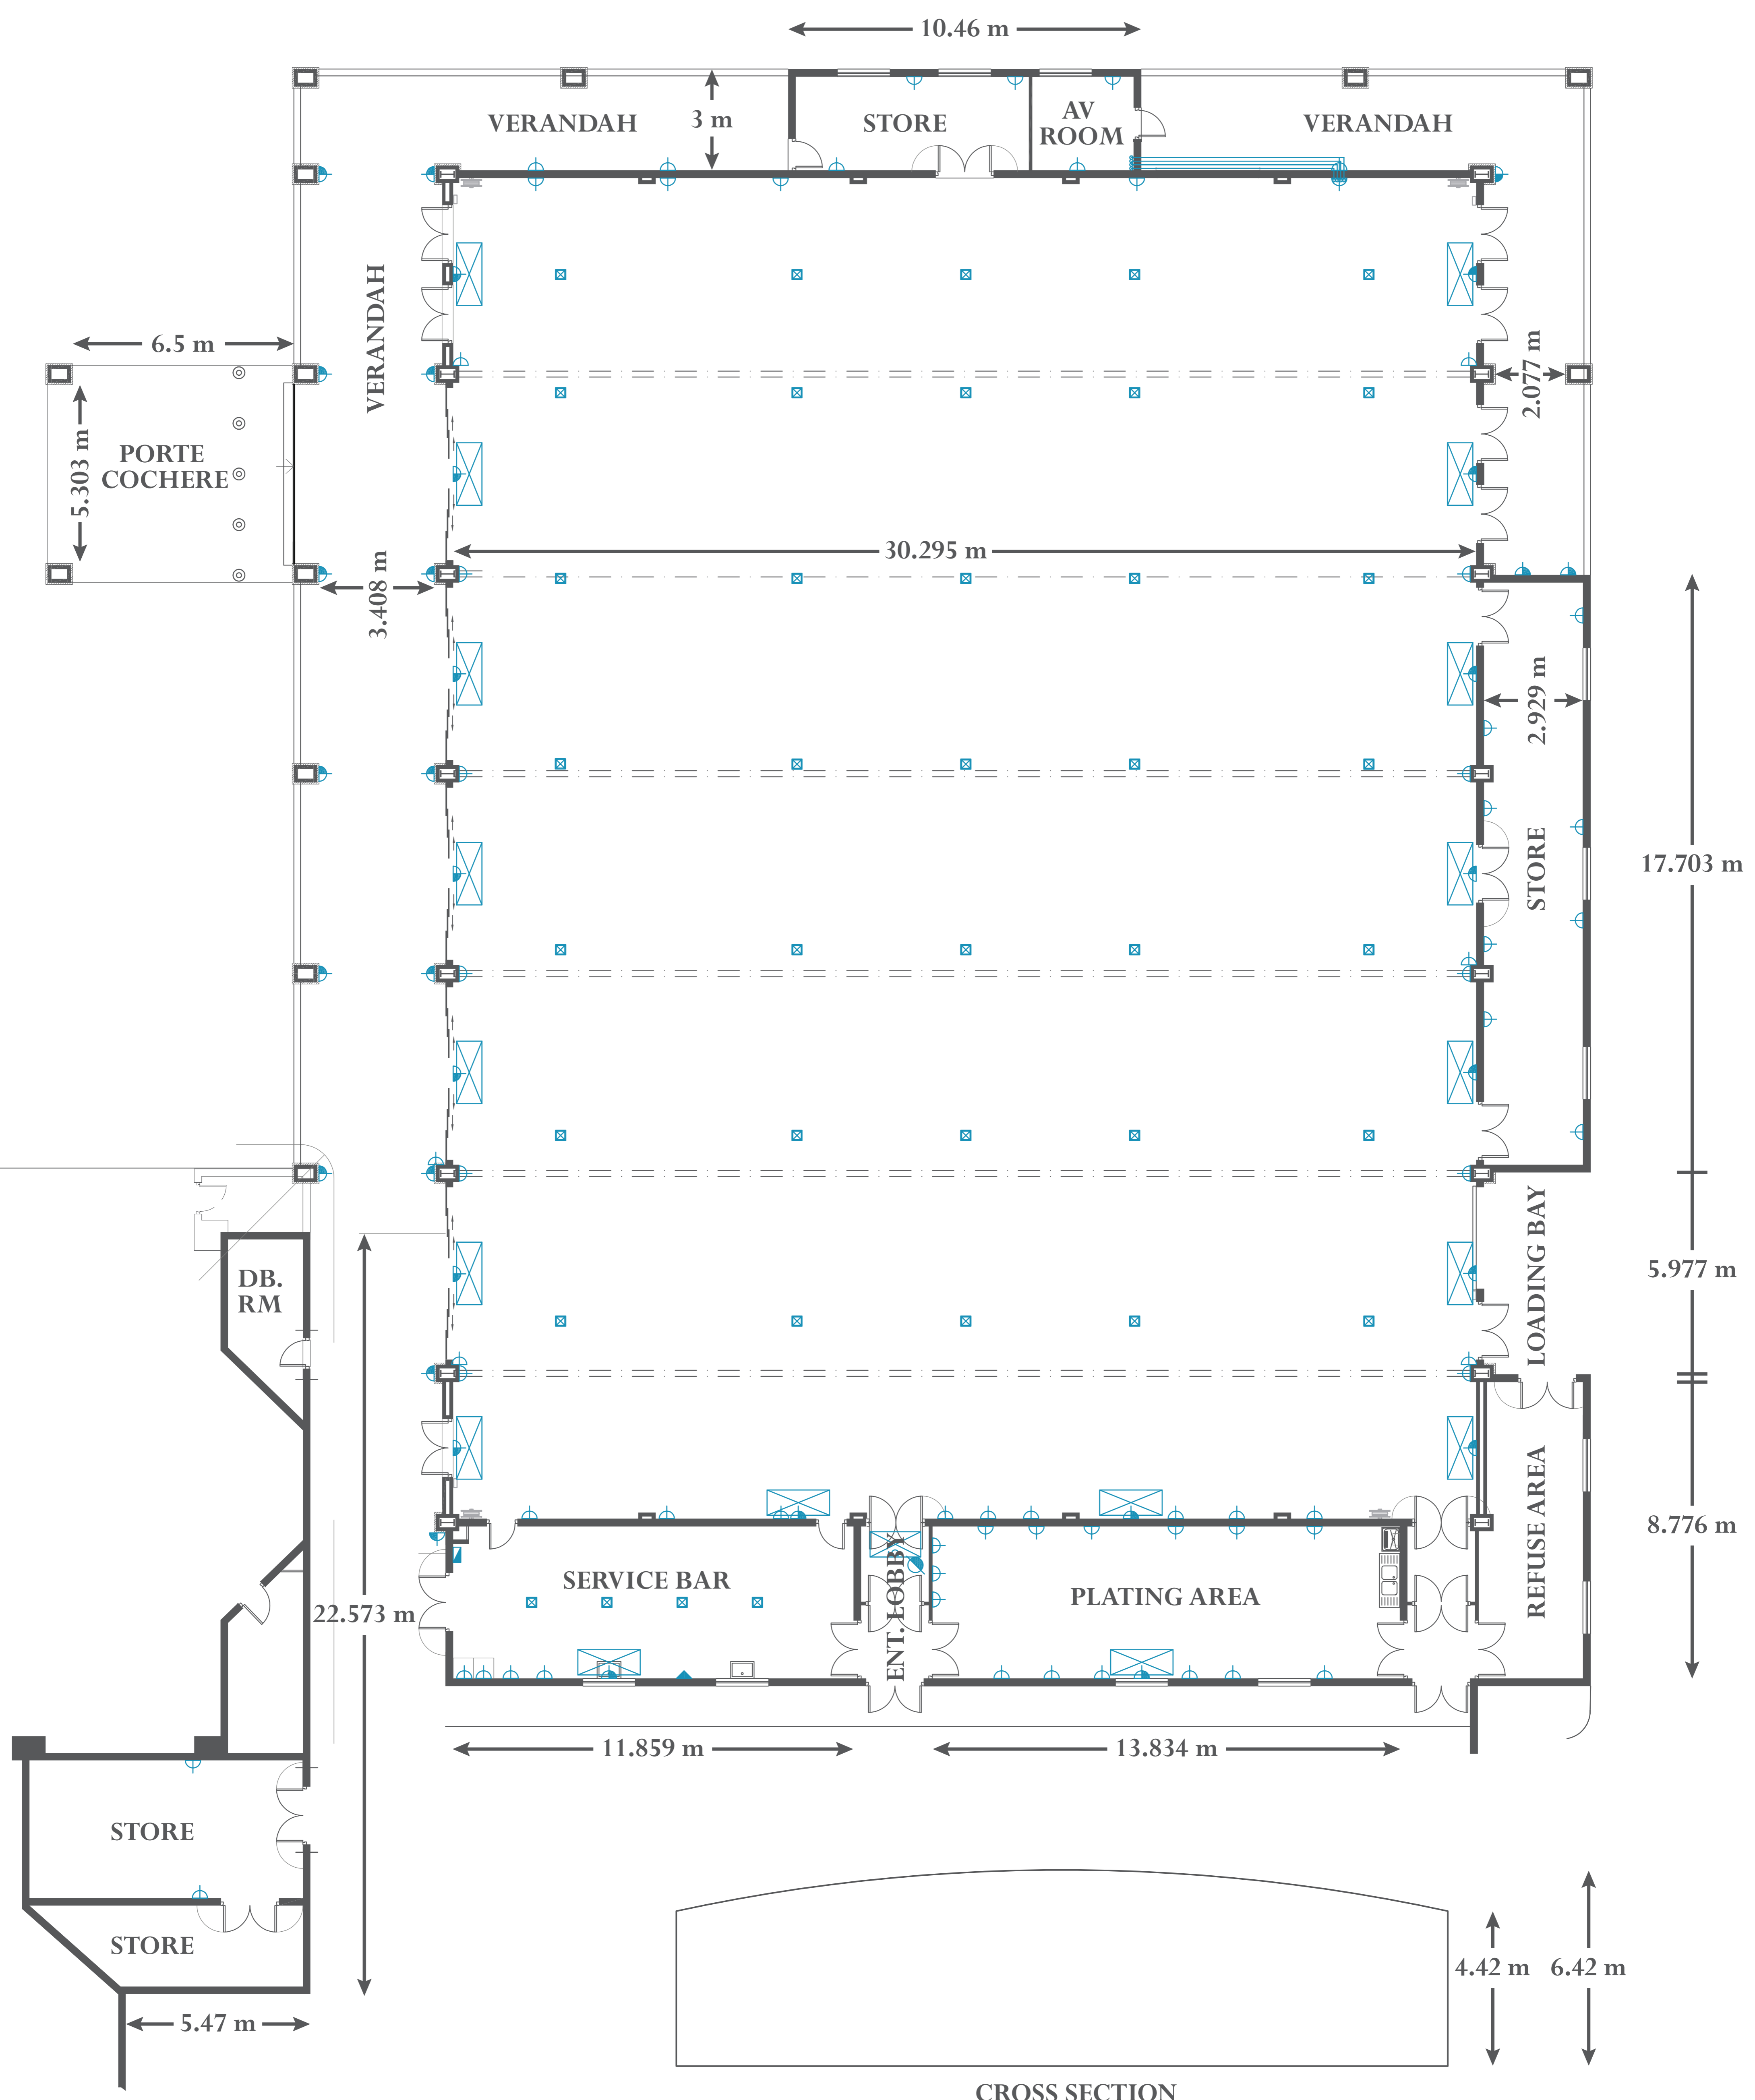 10.46 m
VERANDAH
3 m
STORE
AV
ROOM
VERANDAH
VERANDAH
6.5 m
2.077 m
5.303 m
PORTE
COCHERE
30.295 m
3.408 m
2.929 m
17.703 m
STORE
LOADING BAY
5.977 m
DB.
RM
REFUSE AREA
8.776 m
22.573 m
SERVICE BAR
ENT. LOBBY
PLATING AREA
11.859 m
13.834 m
STORE
STORE
4.42 m
6.42 m
5.47 m
CROSS SECTION